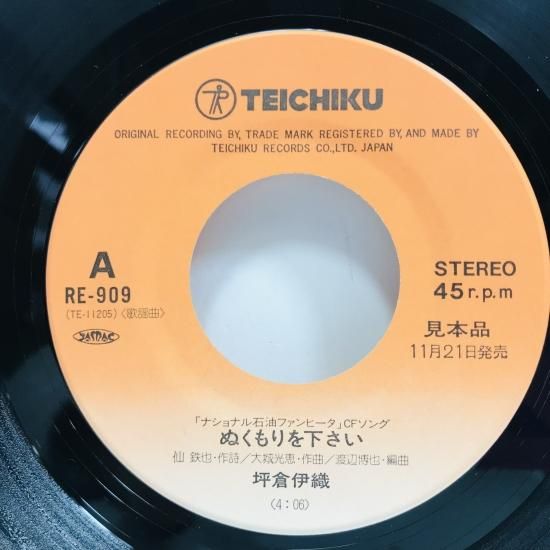 TEICHIKU
ORIGINAL RECORDING BY, TRADE MARK REGISTERED BY, AND MADE BY
TEICHIKU RECORDS CO.,LTD. JAPAN
A
STEREO
RE-909
45 r.p.m
(TE-11205)〈歌謡曲〉
JASRAC
見本品
11月21日発売
「ナショナル石油ファンヒータ」CFソング
ぬくもりを下さい
仙 鉄也・作詩／大城光恵・作曲／渡辺博也・編曲
坪倉伊織
(4:06)